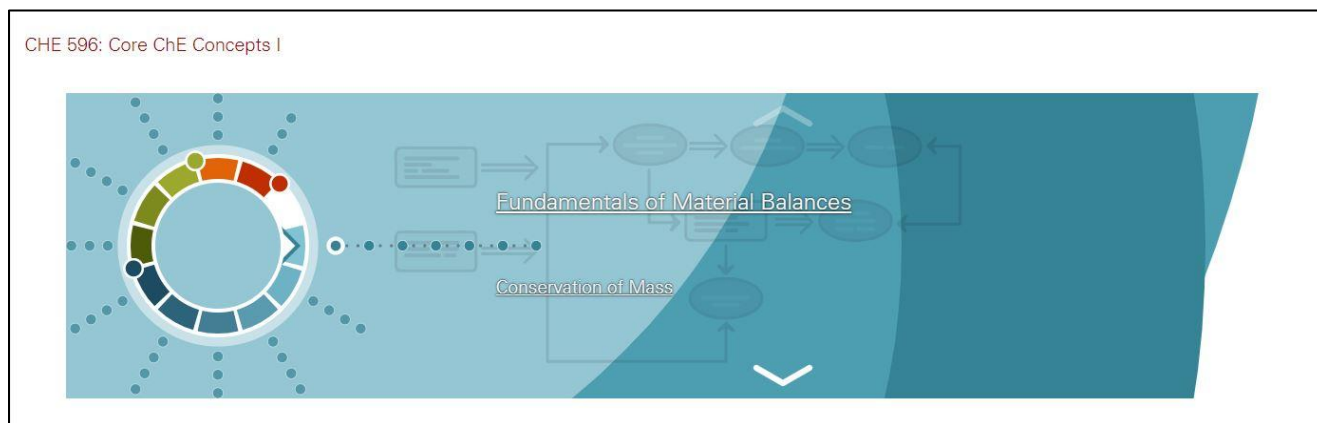 CHE 596: Core ChE Concepts I
Fundamentals of Material Balances
Conservation of Mass